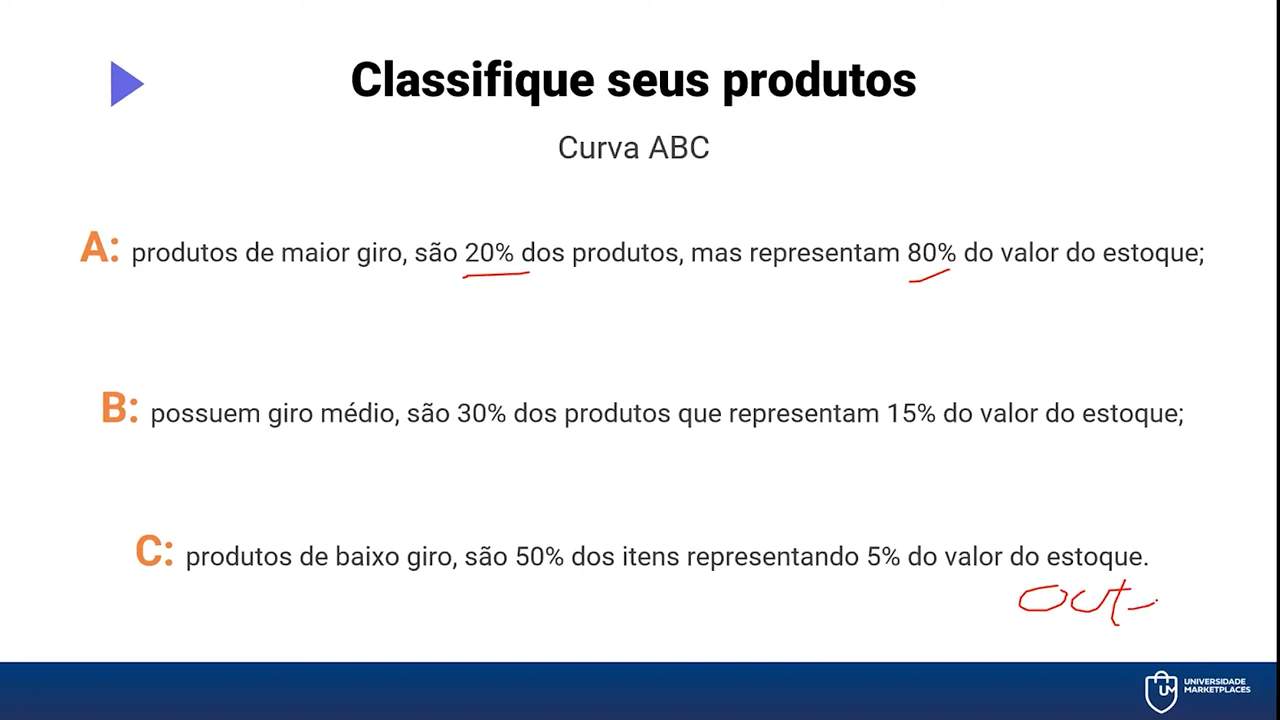 Classifique seus produtos
Curva ABC
A: produtos de maior giro, são 20% dos produtos, mas representam 80% do valor do estoque;
B: possuem giro médio, são 30% dos produtos que representam 15% do valor do estoque;
C: produtos de baixo giro, são 50% dos itens representando 5% do valor do estoque.
out-
UM
UNIVERSIDADE
MARKETPLACES